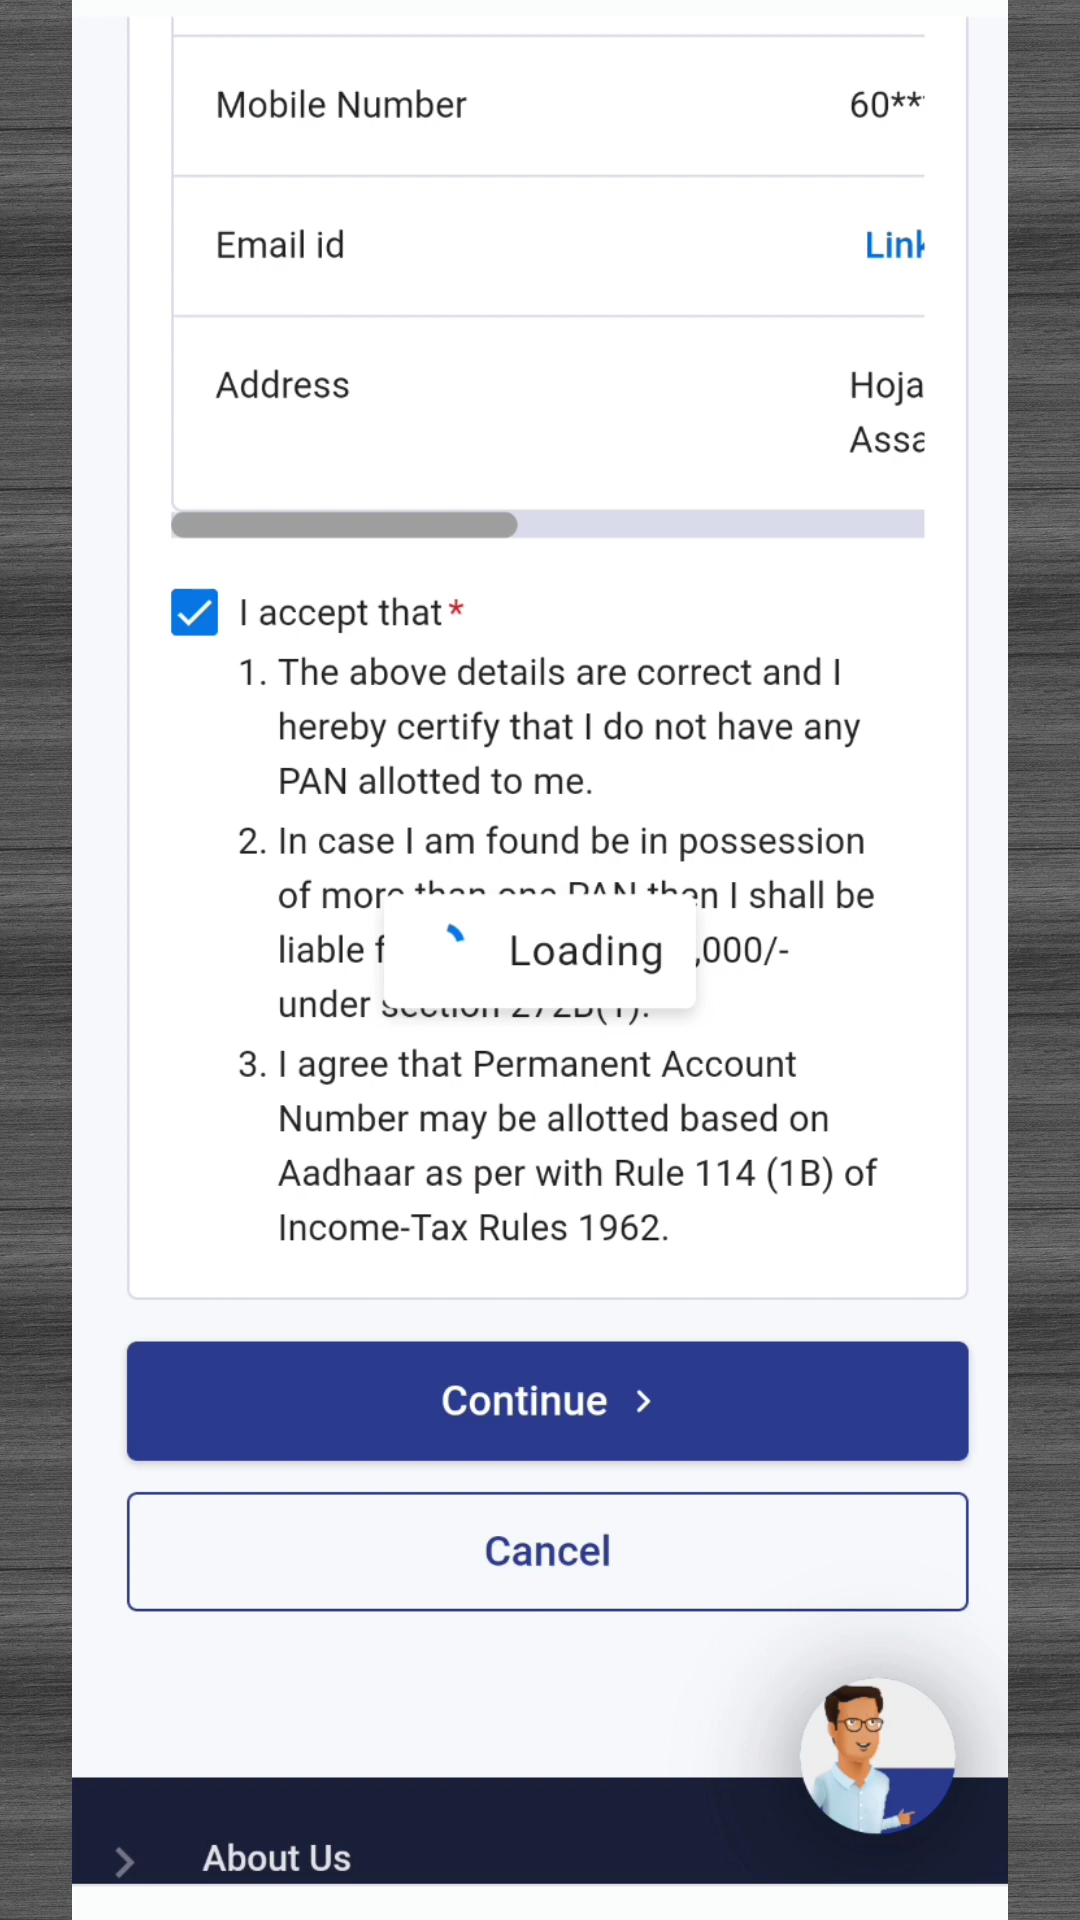 Mobile Number 60**
Email id Link
Address Hoja
Assa
I accept that *
1. The above details are correct and I
hereby certify that I do not have any
PAN allotted to me.
2. In case I am found be in possession
of more than one PAN then I shall be
liable f ,000/-
Loading
under section 272B(1).
3. I agree that Permanent Account
Number may be allotted based on
Aadhaar as per with Rule 114 (1B) of
Income-Tax Rules 1962.
Continue >
Cancel
> About Us